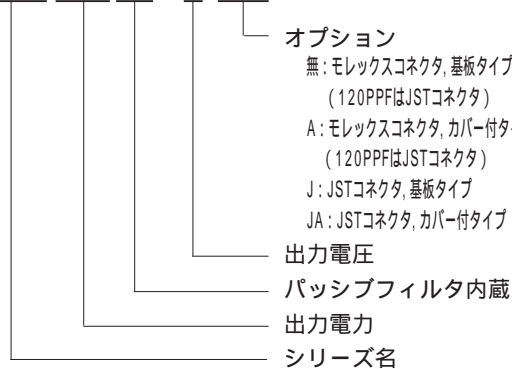 オプション
無：モレックスコネクタ, 基板タイプ
(120PPFはJSTコネクタ)
A：モレックスコネクタ, カバー付タイ
(120PPFはJSTコネクタ)
J：JSTコネクタ, 基板タイプ
JA：JSTコネクタ, カバー付タイプ
出力電圧
パッシブフィルタ内蔵
出力電力
シリーズ名